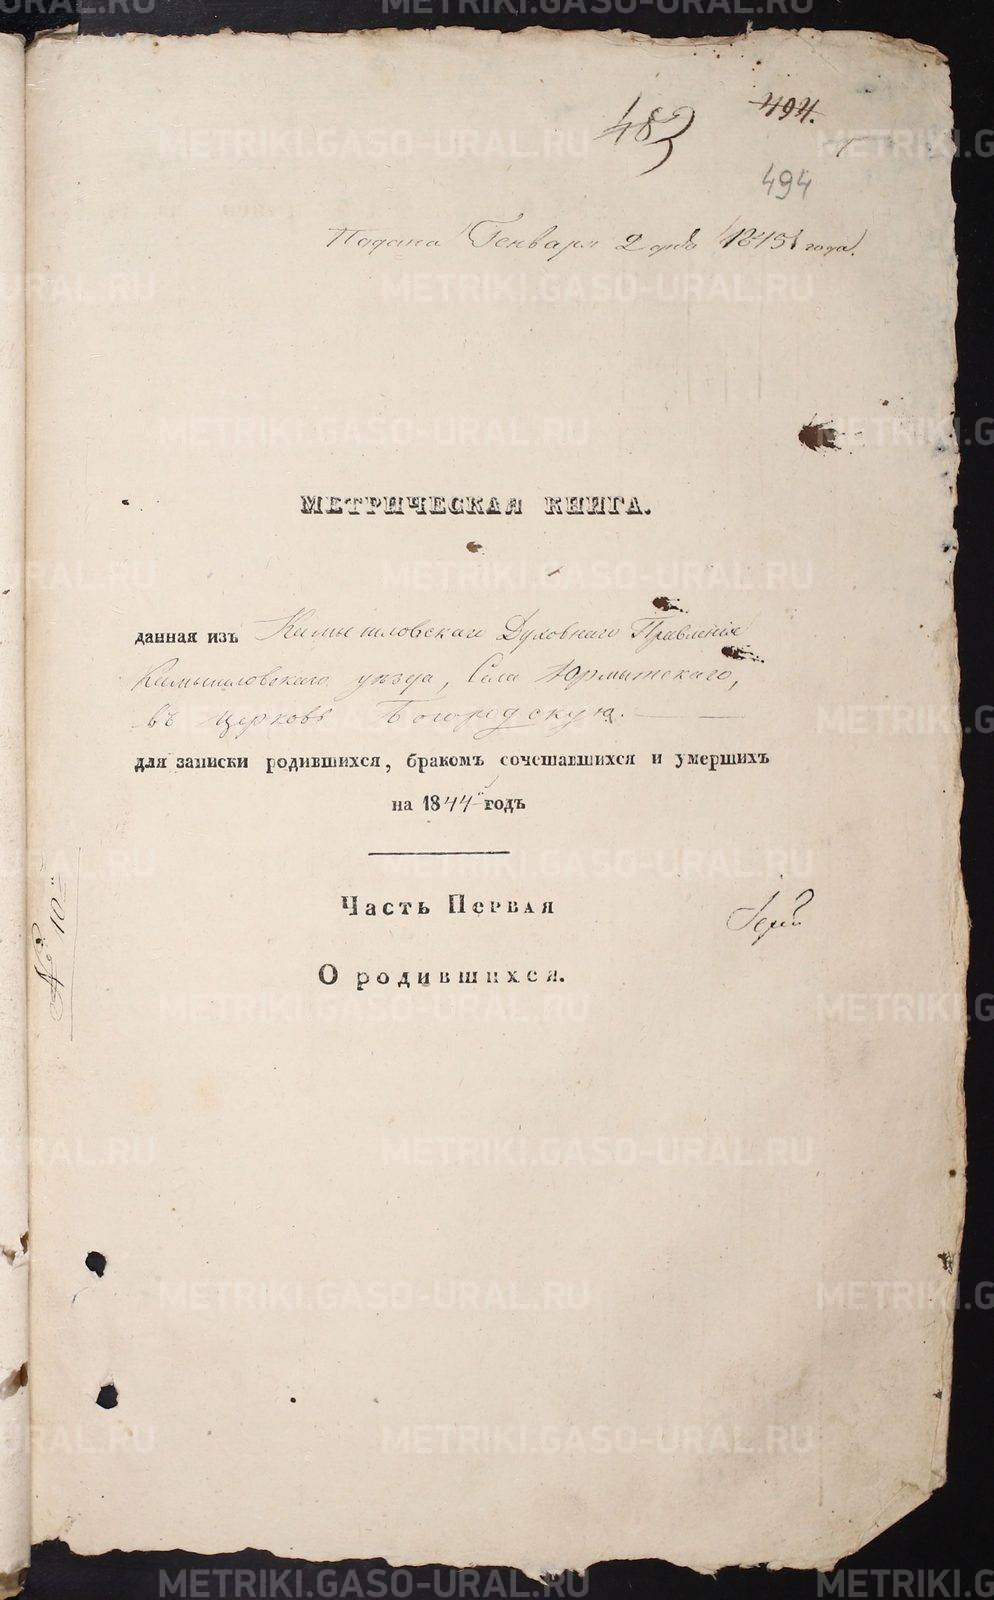 483
494.
494
Подана Генваря 2 дня 1845 года.
МЕТРИЧЕСКАЯ КНИГА.
данная изъ Камышловскаго Духовнаго Правленія
Камышловскаго уѣзда, Села Юрмытскаго,
въ церковь Богородскую.
для записки родившихся, бракомъ сочетавшихся и умершихъ
на 1844 годъ
№ 10
Часть Первая
О родившихся.
METRIKI.GASO-URAL.RU